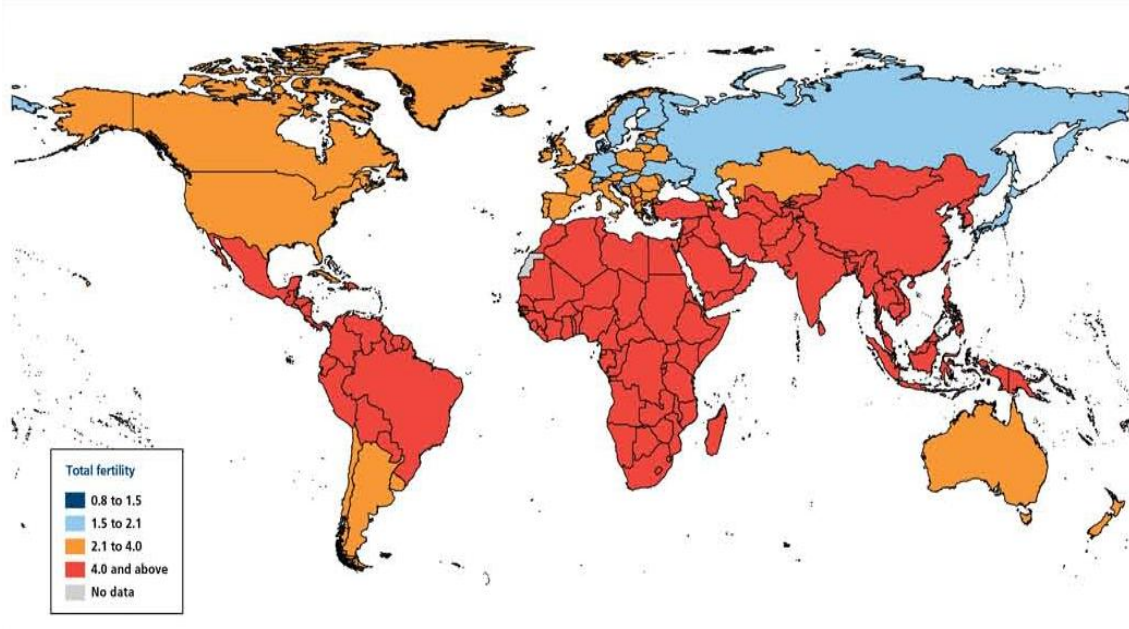 Total fertility
0.8 to 1.5
1.5 to 2.1
2.1 to 4.0
4.0 and above
No data